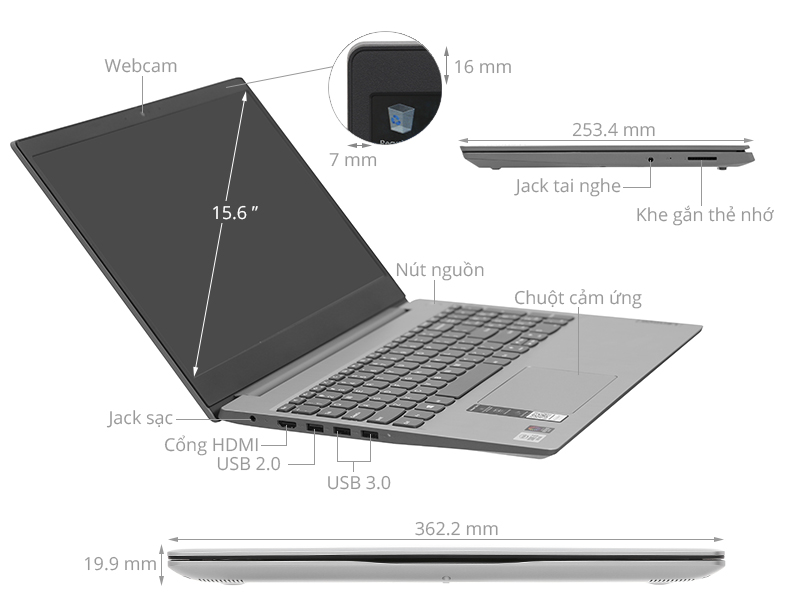 Webcam
16 mm
7 mm
253.4 mm
Jack tai nghe
Khe gắn thẻ nhớ
15.6 ”
Nút nguồn
Chuột cảm ứng
Jack sạc
Cổng HDMI
USB 2.0
USB 3.0
362.2 mm
19.9 mm